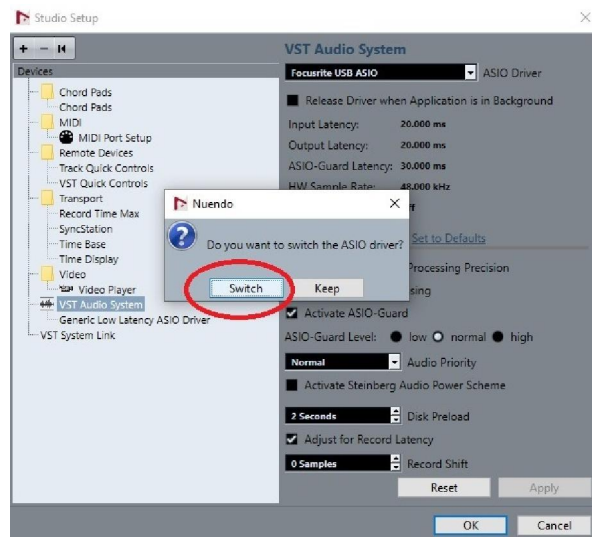 Studio Setup
Devices
Chord Pads
Chord Pads
MIDI
MIDI Port Setup
Remote Devices
Track Quick Controls
VST Quick Controls
Transport
Record Time Max
SyncStation
Time Base
Time Display
Video
Video Player
VST Audio System
Generic Low Latency ASIO Driver
VST System Link
VST Audio System
Focusrite USB ASIO ASIO Driver
Release Driver when Application is in Background
Input Latency: 20.000 ms
Output Latency: 20.000 ms
ASIO-Guard Latency: 30.000 ms
HW Sample Rate: 48.000 kHz
Set to Defaults
Processing Precision
Activate ASIO-Guard
ASIO-Guard Level: low normal high
Normal Audio Priority
Activate Steinberg Audio Power Scheme
2 Seconds Disk Preload
Adjust for Record Latency
0 Samples Record Shift
Reset Apply
OK Cancel
Nuendo
Do you want to switch the ASIO driver?
Switch Keep